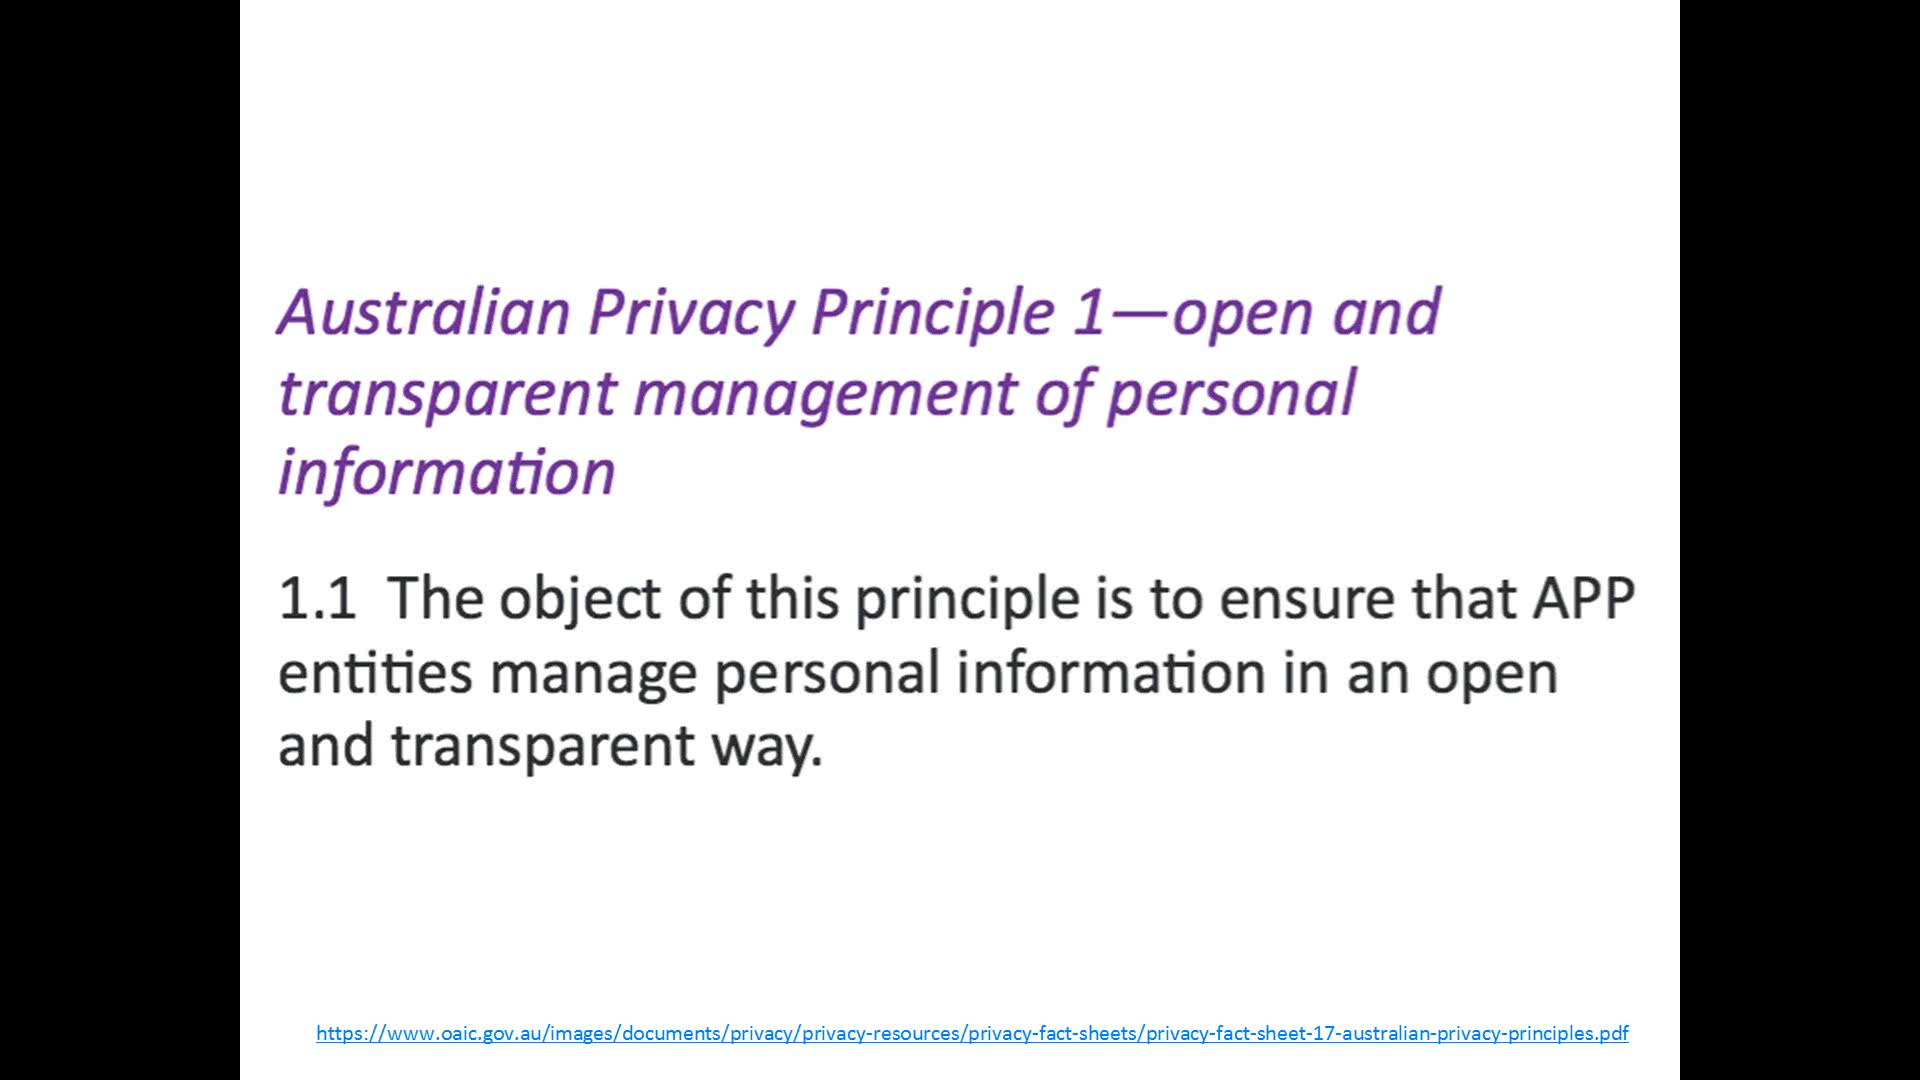 Australian Privacy Principle 1—open and
transparent management of personal
information
1.1 The object of this principle is to ensure that APP
entities manage personal information in an open
and transparent way.
https://www.oaic.gov.au/images/documents/privacy/privacy-resources/privacy-fact-sheets/privacy-fact-sheet-17-australian-privacy-principles.pdf